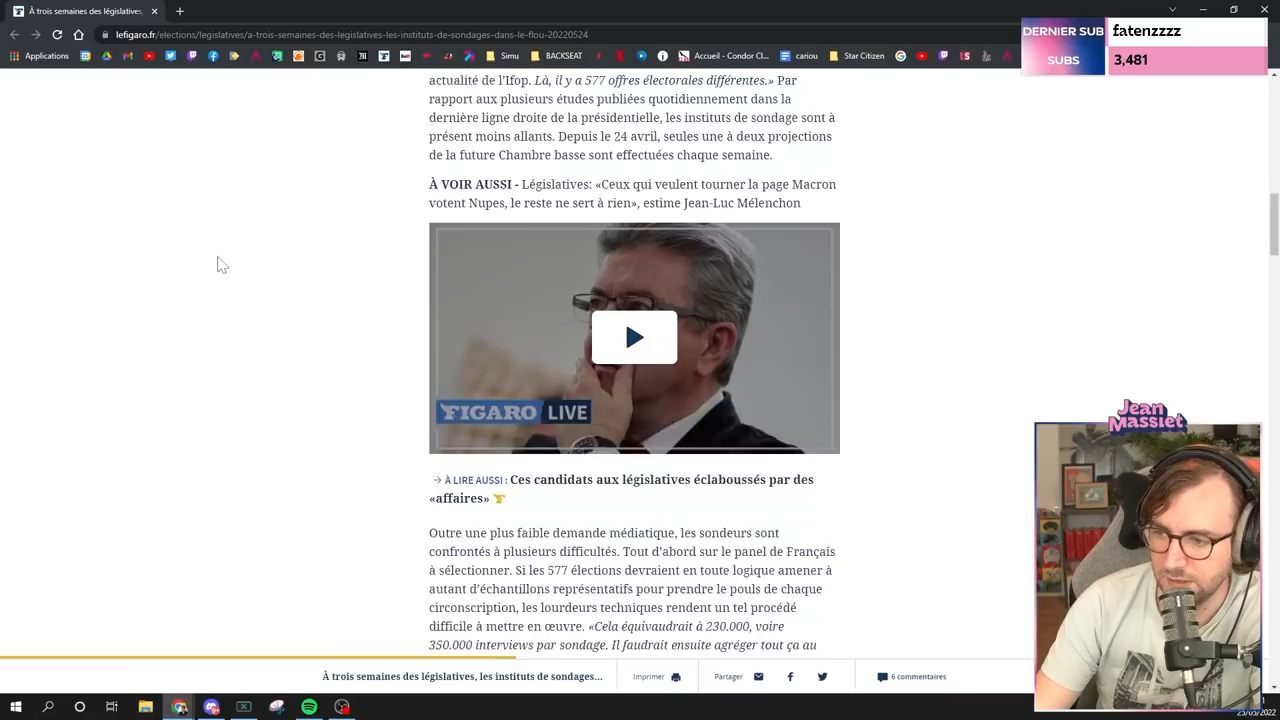 À trois semaines des législatives, l
lefigaro.fr/elections/legislatives/a-trois-semaines-des-legislatives-les-instituts-de-sondages-dans-le-flou-20220524
Applications
Simu
BACKSEAT
Accueil - Condor Cl...
cariou
Star Citizen
DERNIER SUB
fatenzzzz
SUBS
3,481
actualité de l'Ifop. Là, il y a 577 offres électorales différentes.» Par
rapport aux plusieurs études publiées quotidiennement dans la
dernière ligne droite de la présidentielle, les instituts de sondage sont à
présent moins allants. Depuis le 24 avril, seules une à deux projections
de la future Chambre basse sont effectuées chaque semaine.
À VOIR AUSSI - Législatives: «Ceux qui veulent tourner la page Macron
votent Nupes, le reste ne sert à rien», estime Jean-Luc Mélenchon
FIGARO LIVE
→ À LIRE AUSSI : Ces candidats aux législatives éclaboussés par des
«affaires»
Outre une plus faible demande médiatique, les sondeurs sont
confrontés à plusieurs difficultés. Tout d'abord sur le panel de Français
à sélectionner. Si les 577 élections devraient en toute logique amener à
autant d'échantillons représentatifs pour prendre le pouls de chaque
circonscription, les lourdeurs techniques rendent un tel procédé
difficile à mettre en œuvre. «Cela équivaudrait à 230.000, voire
350.000 interviews par sondage. Il faudrait ensuite agréger tout ça au
Jean
Massiet
À trois semaines des législatives, les instituts de sondages...
Imprimer
Partager
6 commentaires
25/05/2022